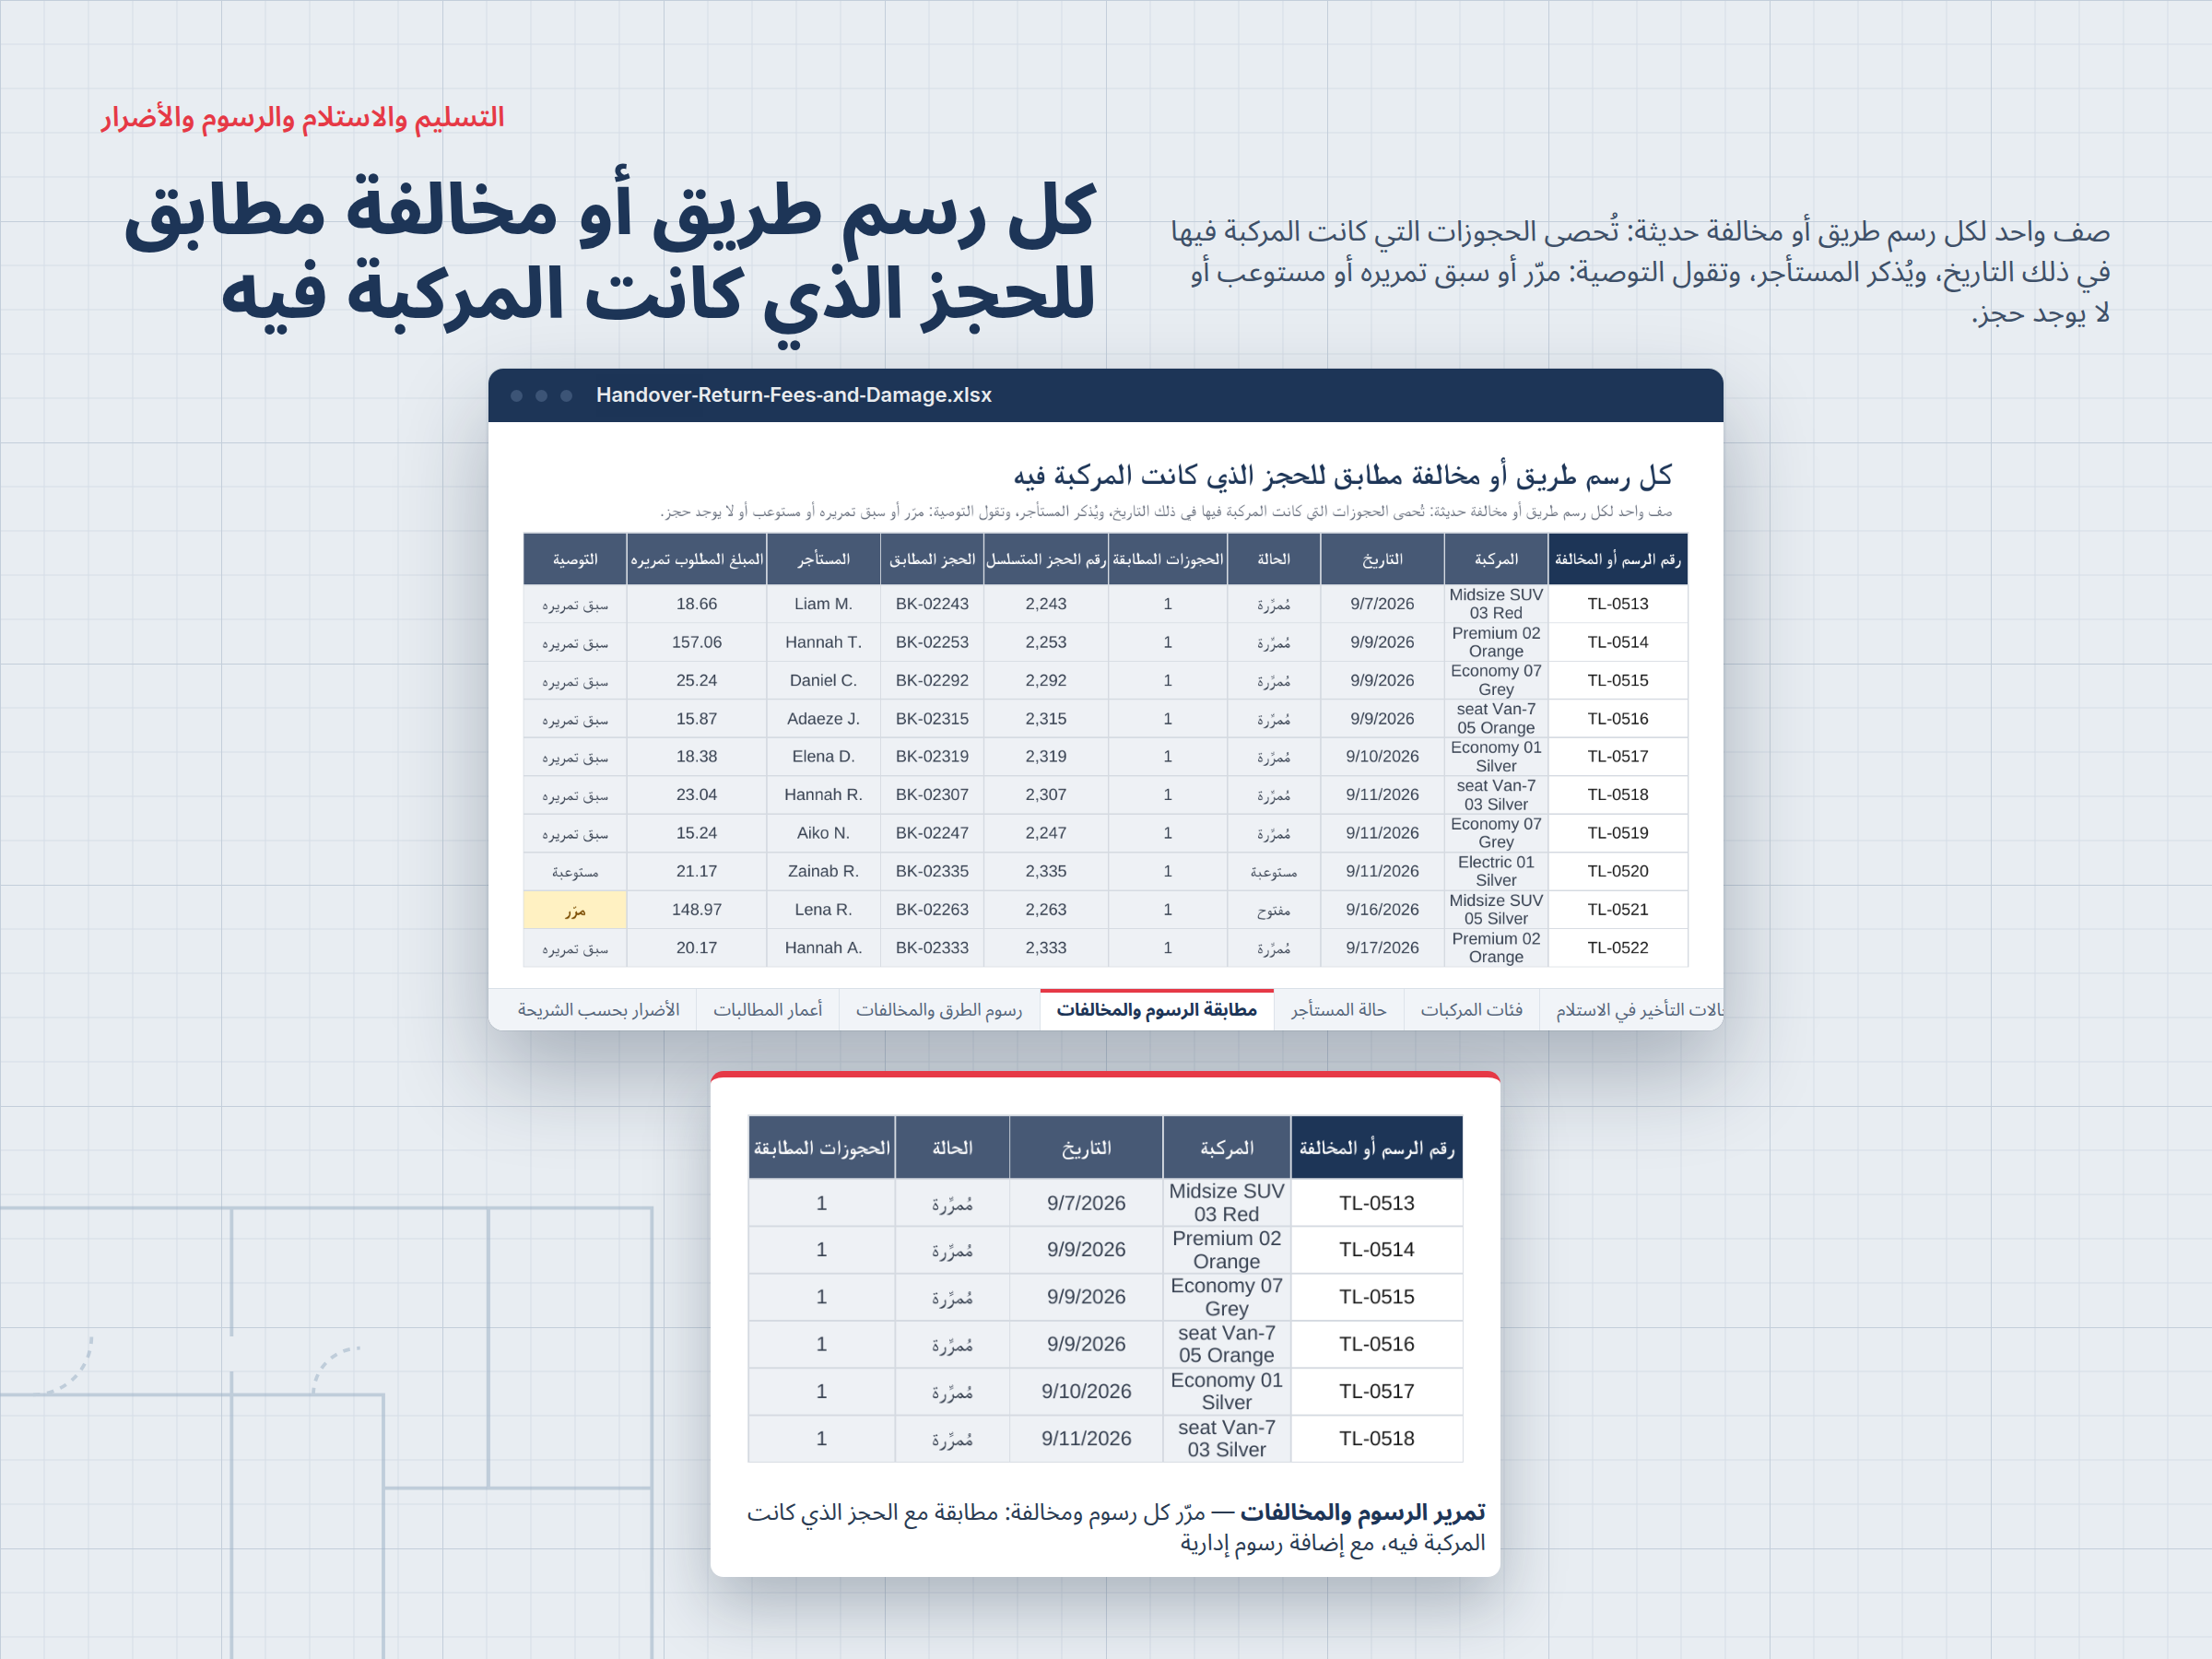 التسليم والاستلام والرسوم والأضرار
كل رسم طريق أو مخالفة مطابق
للحجز الذي كانت المركبة فيه
صف واحد لكل رسم طريق أو مخالفة حديثة: تُحصى الحجوزات التي كانت المركبة فيها
في ذلك التاريخ، ويُذكر المستأجر، وتقول التوصية: مرّر أو سبق تمريره أو مستوعب أو
لا يوجد حجز.
Handover-Return-Fees-and-Damage.xlsx
كل رسم طريق أو مخالفة مطابق للحجز الذي كانت المركبة فيه
صف واحد لكل رسم طريق أو مخالفة حديثة: تُحصى الحجوزات التي كانت المركبة فيها في ذلك التاريخ، ويُذكر المستأجر، وتقول التوصية: مرّر أو سبق تمريره أو مستوعب أو لا يوجد حجز.
رقم الرسم أو المخالفة المركبة التاريخ الحالة الحجوزات المطابقة رقم الحجز المتسلسل الحجز المطابق المستأجر المبلغ المطلوب تمريره التوصية
TL-0513 Midsize SUV 03 Red 9/7/2026 مُمرَّرة 1 2,243 BK-02243 Liam M. 18.66 سبق تمريره
TL-0514 Premium 02 Orange 9/9/2026 مُمرَّرة 1 2,253 BK-02253 Hannah T. 157.06 سبق تمريره
TL-0515 Economy 07 Grey 9/9/2026 مُمرَّرة 1 2,292 BK-02292 Daniel C. 25.24 سبق تمريره
TL-0516 seat Van-7 05 Orange 9/9/2026 مُمرَّرة 1 2,315 BK-02315 Adaeze J. 15.87 سبق تمريره
TL-0517 Economy 01 Silver 9/10/2026 مُمرَّرة 1 2,319 BK-02319 Elena D. 18.38 سبق تمريره
TL-0518 seat Van-7 03 Silver 9/11/2026 مُمرَّرة 1 2,307 BK-02307 Hannah R. 23.04 سبق تمريره
TL-0519 Economy 07 Grey 9/11/2026 مُمرَّرة 1 2,247 BK-02247 Aiko N. 15.24 سبق تمريره
TL-0520 Electric 01 Silver 9/11/2026 مستوعبة 1 2,335 BK-02335 Zainab R. 21.17 مستوعبة
TL-0521 Midsize SUV 05 Silver 9/16/2026 مفتوح 1 2,263 BK-02263 Lena R. 148.97 مرّر
TL-0522 Premium 02 Orange 9/17/2026 مُمرَّرة 1 2,333 BK-02333 Hannah A. 20.17 سبق تمريره
التأخير في الاستلام فئات المركبات حالة المستأجر مطابقة الرسوم والمخالفات رسوم الطرق والمخالفات أعمار المطالبات الأضرار بحسب الشريحة
رقم الرسم أو المخالفة المركبة التاريخ الحالة الحجوزات المطابقة
TL-0513 Midsize SUV 03 Red 9/7/2026 مُمرَّرة 1
TL-0514 Premium 02 Orange 9/9/2026 مُمرَّرة 1
TL-0515 Economy 07 Grey 9/9/2026 مُمرَّرة 1
TL-0516 seat Van-7 05 Orange 9/9/2026 مُمرَّرة 1
TL-0517 Economy 01 Silver 9/10/2026 مُمرَّرة 1
TL-0518 seat Van-7 03 Silver 9/11/2026 مُمرَّرة 1
تمرير الرسوم والمخالفات — مرّر كل رسوم ومخالفة: مطابقة مع الحجز الذي كانت
المركبة فيه، مع إضافة رسوم إدارية